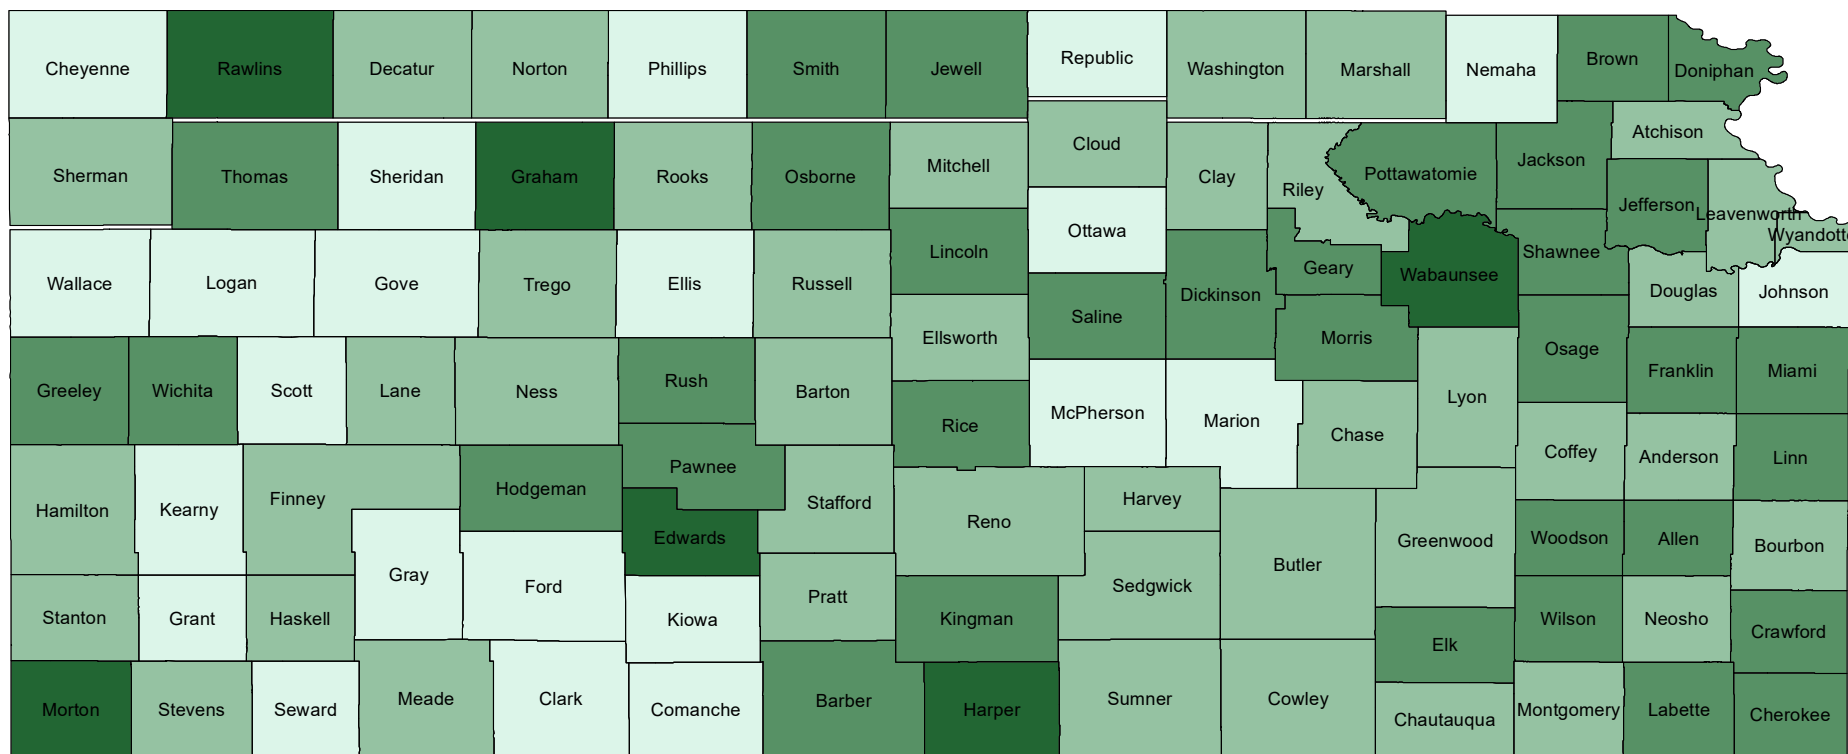 Cheyenne
Rawlins
Decatur
Norton
Phillips
Smith
Jewell
Republic
Washington
Marshall
Nemaha
Brown
Doniphan
Sherman
Thomas
Sheridan
Graham
Rooks
Osborne
Mitchell
Cloud
Clay
Riley
Pottawatomie
Jackson
Atchison
Jefferson
Leavenworth
Wyandotte
Wallace
Logan
Gove
Trego
Ellis
Russell
Lincoln
Ottawa
Dickinson
Geary
Wabaunsee
Shawnee
Douglas
Johnson
Ellsworth
Saline
Morris
Osage
Franklin
Miami
Greeley
Wichita
Scott
Lane
Ness
Rush
Barton
Rice
McPherson
Marion
Chase
Lyon
Coffey
Anderson
Linn
Hamilton
Kearny
Finney
Hodgeman
Pawnee
Stafford
Reno
Harvey
Edwards
Gray
Ford
Greenwood
Woodson
Allen
Bourbon
Butler
Sedgwick
Stanton
Grant
Haskell
Kiowa
Pratt
Kingman
Elk
Wilson
Neosho
Crawford
Morton
Stevens
Seward
Meade
Clark
Comanche
Barber
Harper
Sumner
Cowley
Chautauqua
Montgomery
Labette
Cherokee